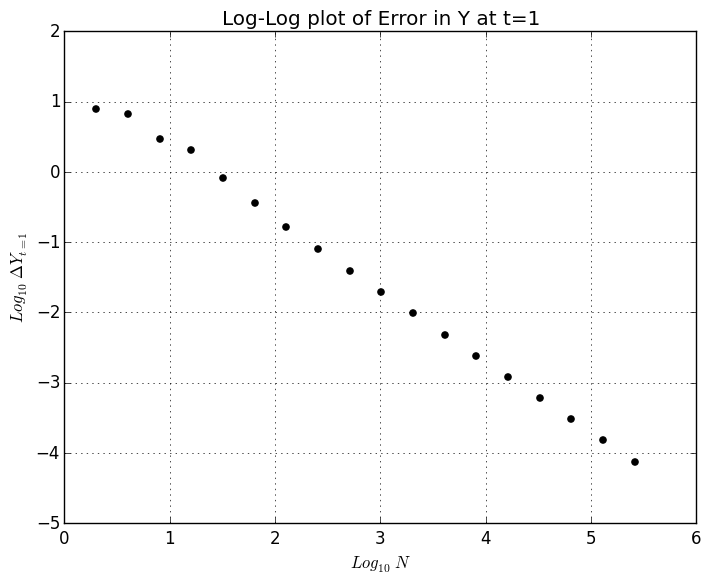 Log-Log plot of Error in Y at t=1
2
1
0
−1
−2
−3
−4
−5
Log₁₀ ΔYₜ₌₁
0 1 2 3 4 5 6
Log₁₀ N